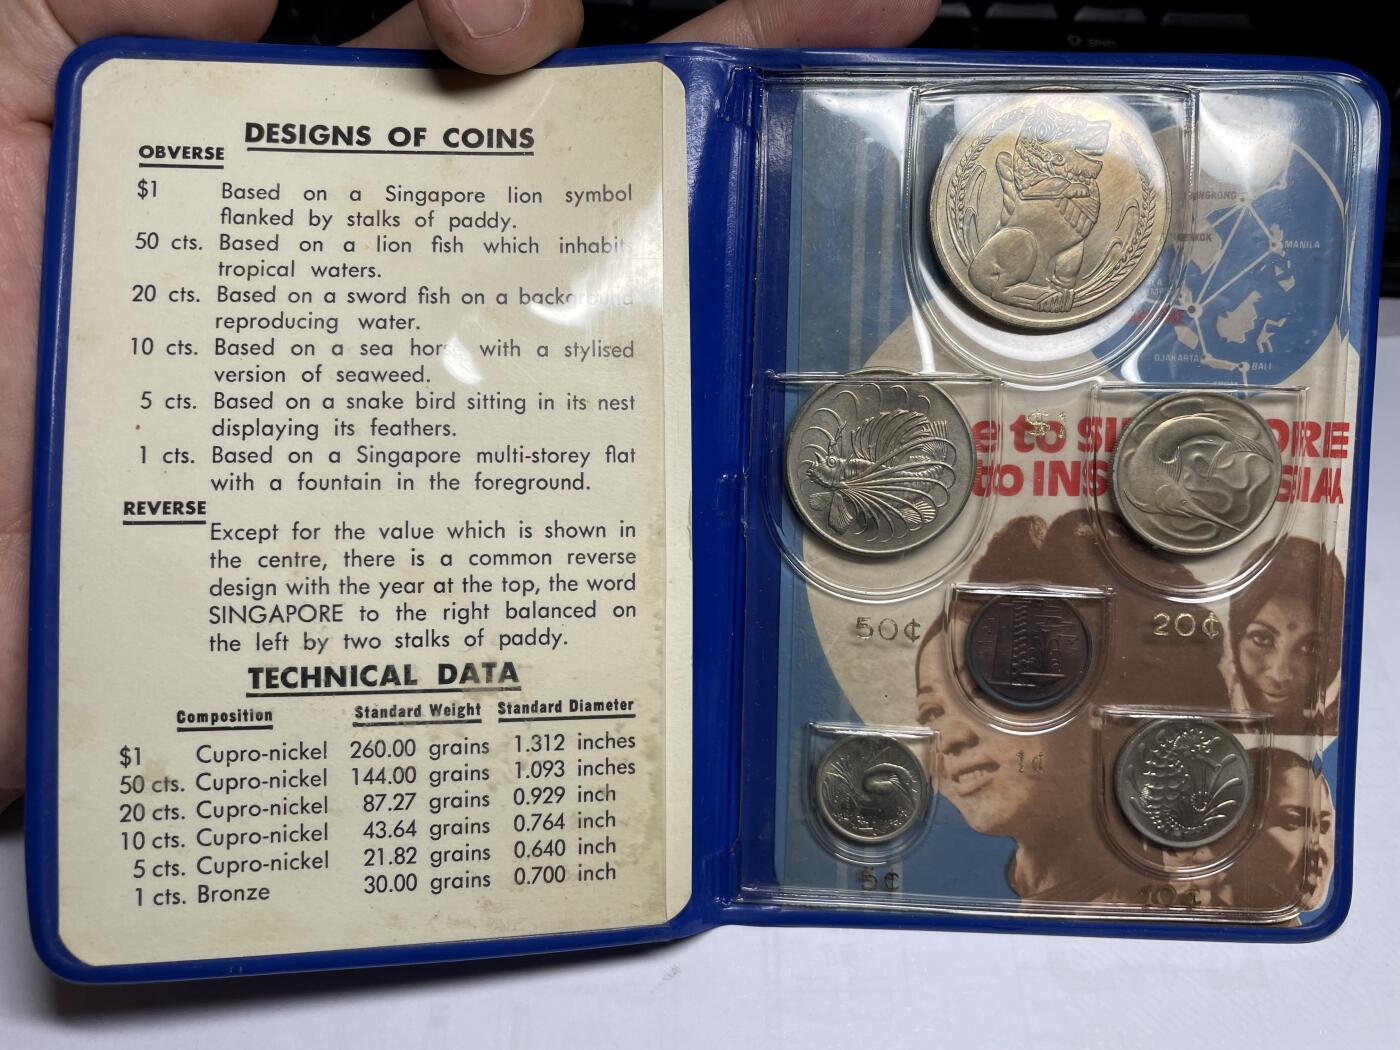 DESIGNS OF COINS
OBVERSE
$1 Based on a Singapore lion symbol
flanked by stalks of paddy.
50 cts. Based on a lion fish which inhabits
tropical waters.
20 cts. Based on a sword fish on a background
reproducing water.
10 cts. Based on a sea horse with a stylised
version of seaweed.
5 cts. Based on a snake bird sitting in its nest
displaying its feathers.
1 cts. Based on a Singapore multi-storey flat
with a fountain in the foreground.
REVERSE
Except for the value which is shown in
the centre, there is a common reverse
design with the year at the top, the word
SINGAPORE to the right balanced on
the left by two stalks of paddy.
TECHNICAL DATA
Composition Standard Weight Standard Diameter
$1 Cupro-nickel 260.00 grains 1.312 inches
50 cts. Cupro-nickel 144.00 grains 1.093 inches
20 cts. Cupro-nickel 87.27 grains 0.929 inch
10 cts. Cupro-nickel 43.64 grains 0.764 inch
5 cts. Cupro-nickel 21.82 grains 0.640 inch
1 cts. Bronze 30.00 grains 0.700 inch
MANILA
DJAKARTA
BALI
$1
to
50¢
20¢
1¢
5¢
10¢